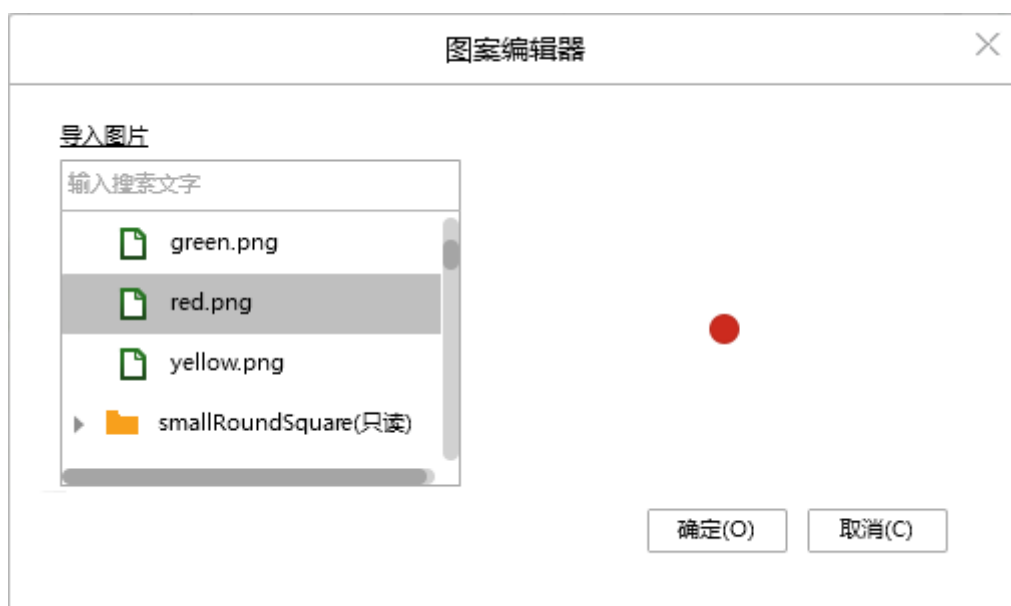 图案编辑器
导入图片
输入搜索文字
green.png
red.png
yellow.png
smallRoundSquare(只读)
确定(O)
取消(C)